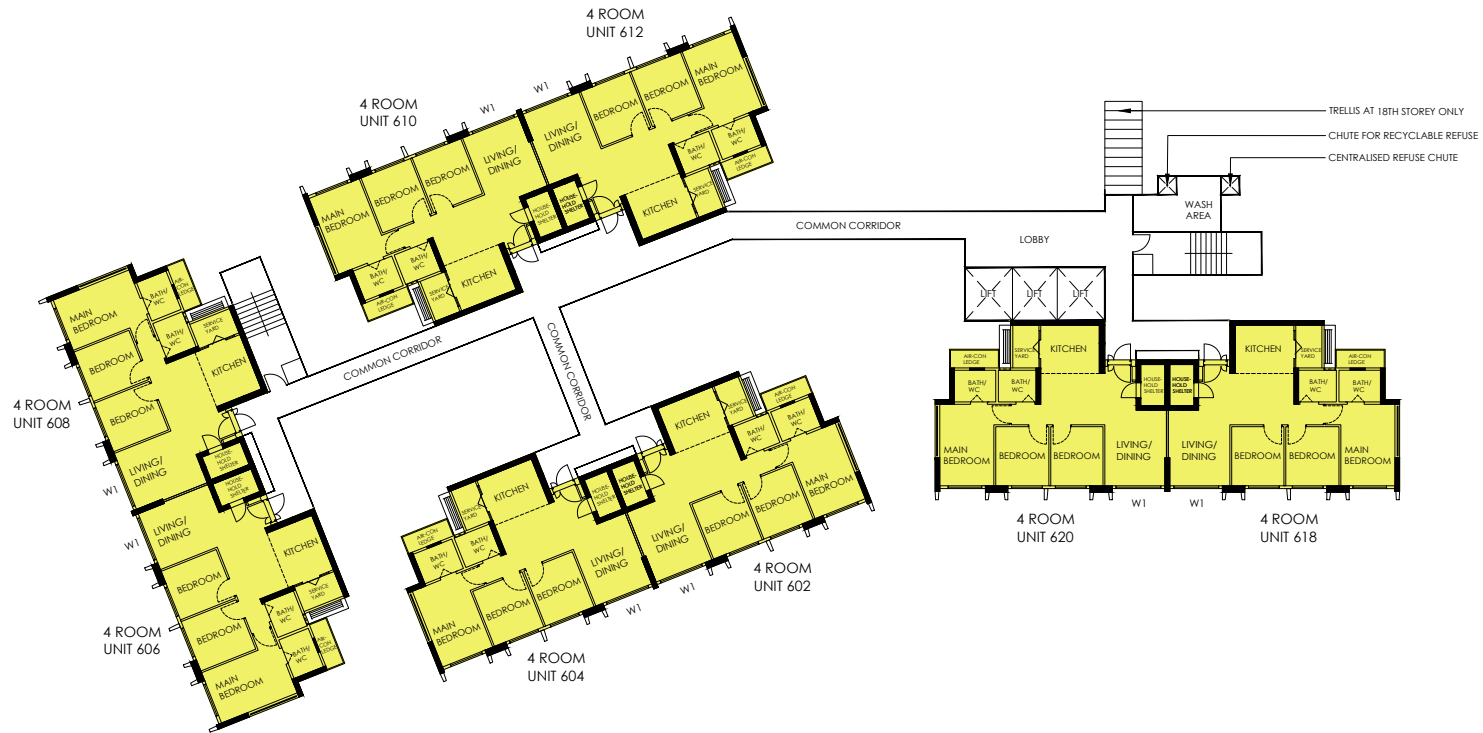 4 ROOM
UNIT 612
MAIN
BEDROOM
BEDROOM
BEDROOM
W1
LIVING/
DINING
BATH/
WC
BATH/
WC
AIR-CON
LEDGE
SERVICE
YARD
KITCHEN
HOUSE-
HOLD
SHELTER
4 ROOM
UNIT 610
W1
LIVING/
DINING
BEDROOM
BEDROOM
MAIN
BEDROOM
HOUSE-
HOLD
SHELTER
BATH/
WC
BATH/
WC
AIR-CON
LEDGE
SERVICE
YARD
KITCHEN
TRELLIS AT 18TH STOREY ONLY
CHUTE FOR RECYCLABLE REFUSE
CENTRALISED REFUSE CHUTE
WASH
AREA
COMMON CORRIDOR
LOBBY
LIFT
LIFT
LIFT
COMMON CORRIDOR
COMMON CORRIDOR
4 ROOM
UNIT 608
MAIN
BEDROOM
BATH/
WC
AIR-
CON
LEDGE
BATH/
WC
SERVICE
YARD
KITCHEN
BEDROOM
BEDROOM
LIVING/
DINING
W1
HOUSE-
HOLD
SHELTER
4 ROOM
UNIT 606
HOUSE-
HOLD
SHELTER
W1
LIVING/
DINING
KITCHEN
BEDROOM
BEDROOM
SERVICE
YARD
BATH/
WC
BATH/
WC
AIR-
CON
LEDGE
MAIN
BEDROOM
4 ROOM
UNIT 604
KITCHEN
SERVICE
YARD
AIR-CON
LEDGE
BATH/
WC
BATH/
WC
HOUSE-
HOLD
SHELTER
MAIN
BEDROOM
BEDROOM
BEDROOM
LIVING/
DINING
W1
4 ROOM
UNIT 602
KITCHEN
SERVICE
YARD
AIR-CON
LEDGE
BATH/
WC
BATH/
WC
HOUSE-
HOLD
SHELTER
LIVING/
DINING
BEDROOM
BEDROOM
MAIN
BEDROOM
W1
KITCHEN
SERVICE
YARD
AIR-CON
LEDGE
BATH/
WC
BATH/
WC
HOUSE-
HOLD
SHELTER
MAIN
BEDROOM
BEDROOM
BEDROOM
LIVING/
DINING
W1
4 ROOM
UNIT 620
KITCHEN
SERVICE
YARD
AIR-CON
LEDGE
BATH/
WC
BATH/
WC
HOUSE-
HOLD
SHELTER
LIVING/
DINING
BEDROOM
BEDROOM
MAIN
BEDROOM
W1
4 ROOM
UNIT 618